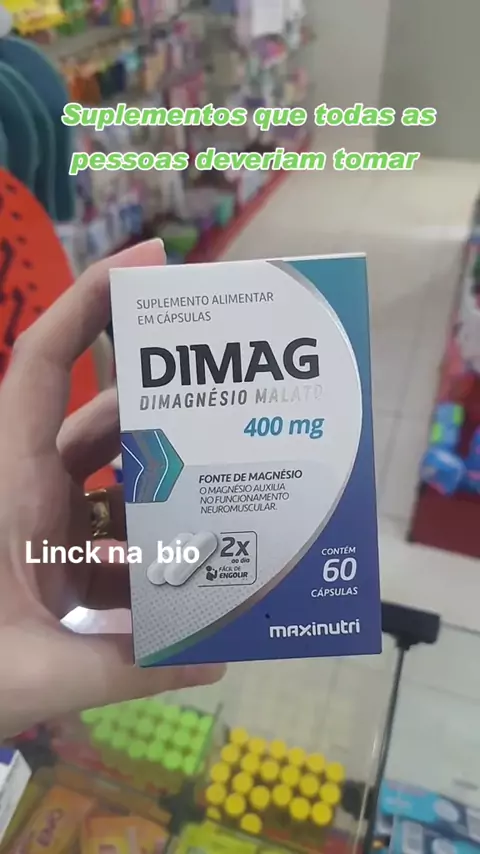 Suplementos que todas as
pessoas deveriam tomar
SUPLEMENTO ALIMENTAR
EM CÁPSULAS
DIMAG
DIMAGNÉSIO MALATO
400 mg
FONTE DE MAGNÉSIO
O MAGNÉSIO AUXILIA
NO FUNCIONAMENTO
NEUROMUSCULAR.
Linck na bio
2x
ao dia
FÁCIL DE
ENGOLIR
CONTÉM
60
CÁPSULAS
maxinutri